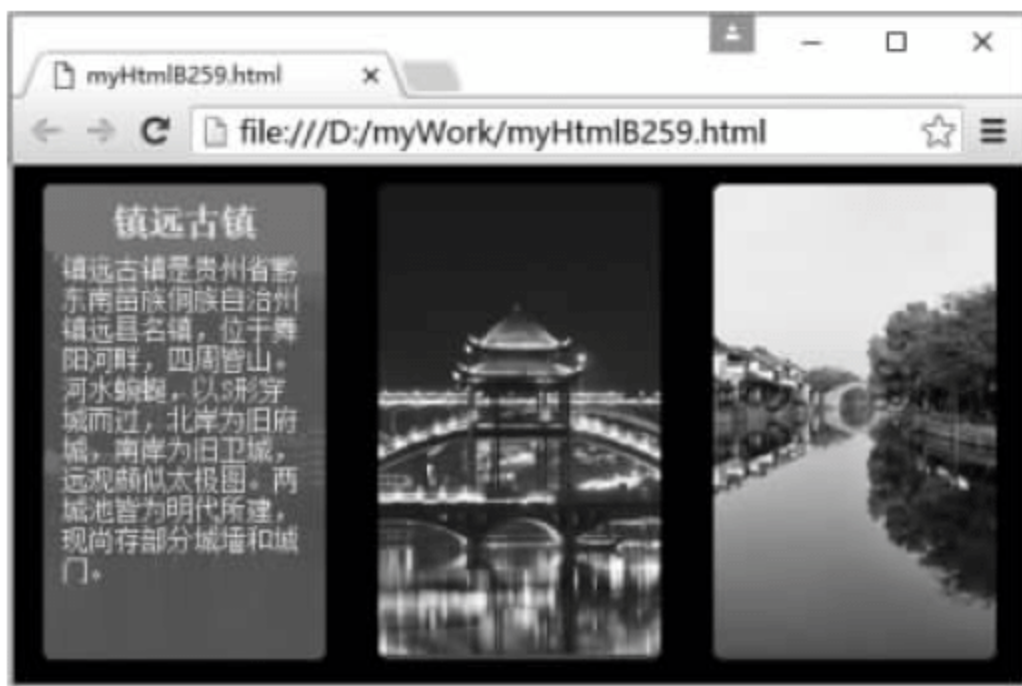 myHtmlB259.html
file:///D:/myWork/myHtmlB259.html
镇远古镇
镇远古镇是贵州省黔
东南苗族侗族自治州
镇远县名镇，位于舞
阳河畔，四周皆山。
河水蜿蜒，以S形穿
城而过，北岸为旧府
城，南岸为旧卫城，
远观颇似太极图。两
城池皆为明代所建，
现尚存部分城墙和城
门。